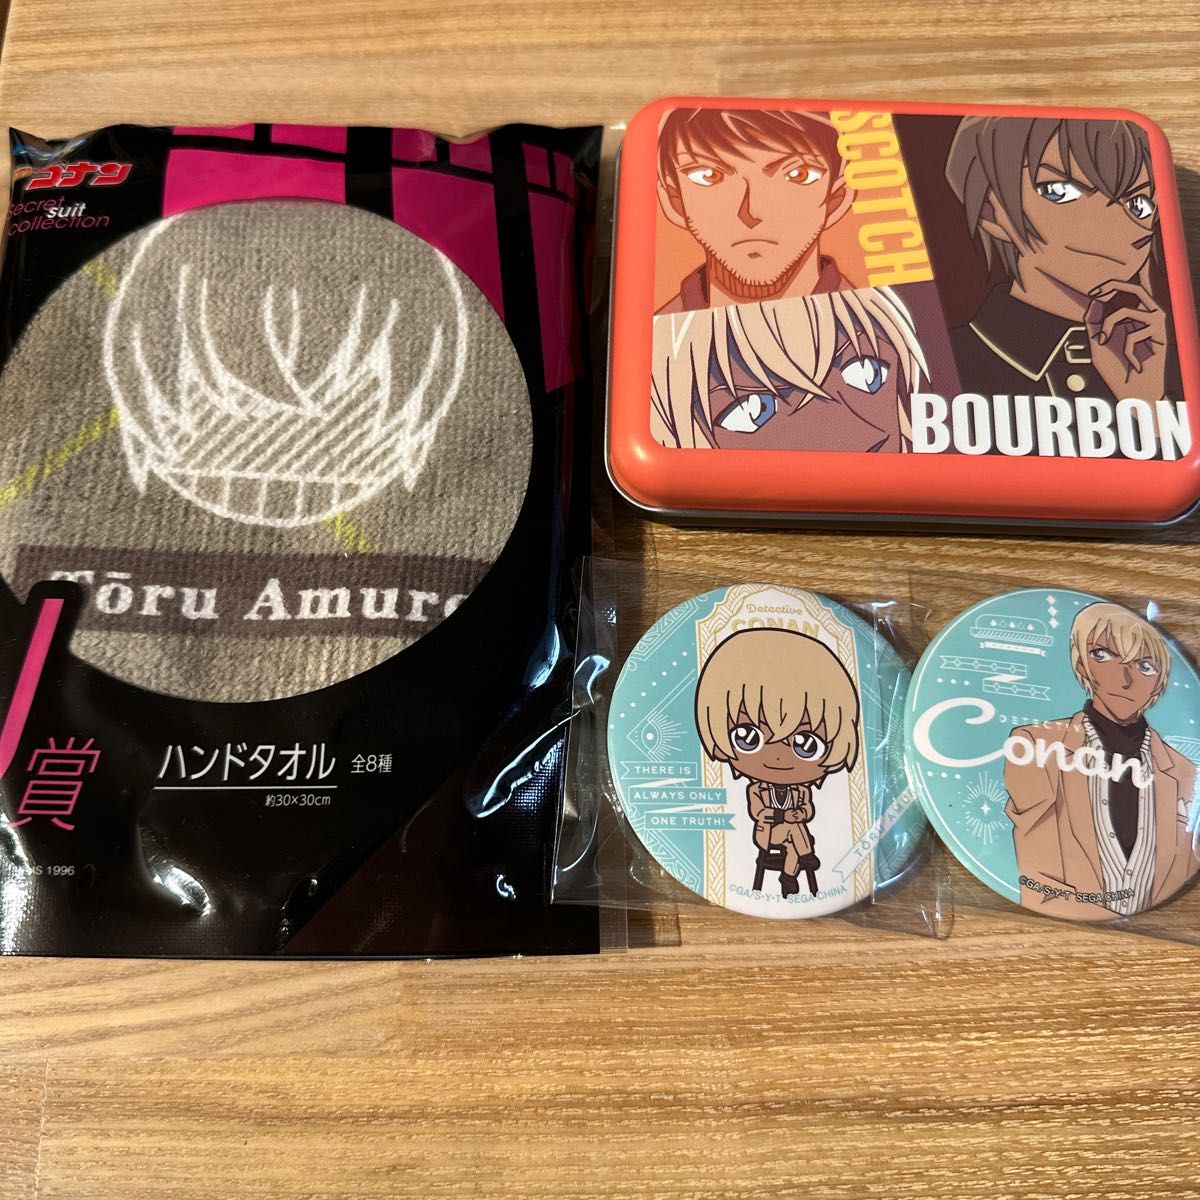 コナン
secret
suit
collection
Tōru Amuro
賞
ハンドタオル 全8種
約30×30cm
1996
SCOTCH
BOURBON
Detective
CONAN
THERE IS
ALWAYS ONLY
ONE TRUTH!
©GA/S・Y・T SEGA CHINA
DETECTIVE
Conan
©GA/S・Y・T SEGA CHINA